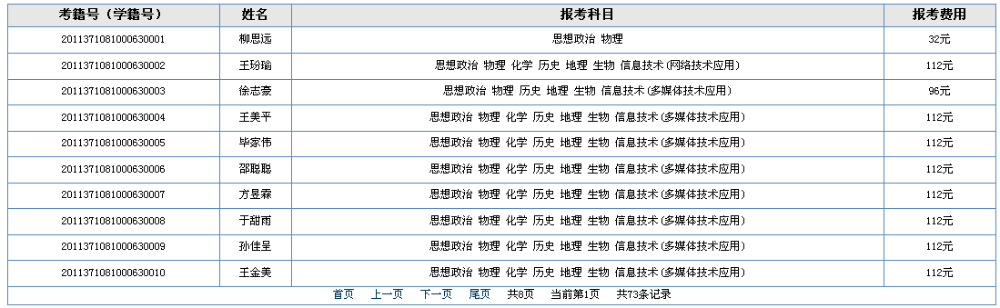 考籍号（学籍号） 姓名 报考科目 报考费用
2011371081000630001 柳思远 思想政治 物理 32元
2011371081000630002 王玢瑜 思想政治 物理 化学 历史 地理 生物 信息技术(网络技术应用) 112元
2011371081000630003 徐志豪 思想政治 物理 历史 地理 生物 信息技术(多媒体技术应用) 96元
2011371081000630004 王美平 思想政治 物理 化学 历史 地理 生物 信息技术(多媒体技术应用) 112元
2011371081000630005 毕家伟 思想政治 物理 化学 历史 地理 生物 信息技术(多媒体技术应用) 112元
2011371081000630006 邵聪聪 思想政治 物理 化学 历史 地理 生物 信息技术(多媒体技术应用) 112元
2011371081000630007 方昱霖 思想政治 物理 化学 历史 地理 生物 信息技术(多媒体技术应用) 112元
2011371081000630008 于甜雨 思想政治 物理 化学 历史 地理 生物 信息技术(多媒体技术应用) 112元
2011371081000630009 孙佳呈 思想政治 物理 化学 历史 地理 生物 信息技术(多媒体技术应用) 112元
2011371081000630010 王金美 思想政治 物理 化学 历史 地理 生物 信息技术(多媒体技术应用) 112元
首页 上一页 下一页 尾页 共8页 当前第1页 共73条记录